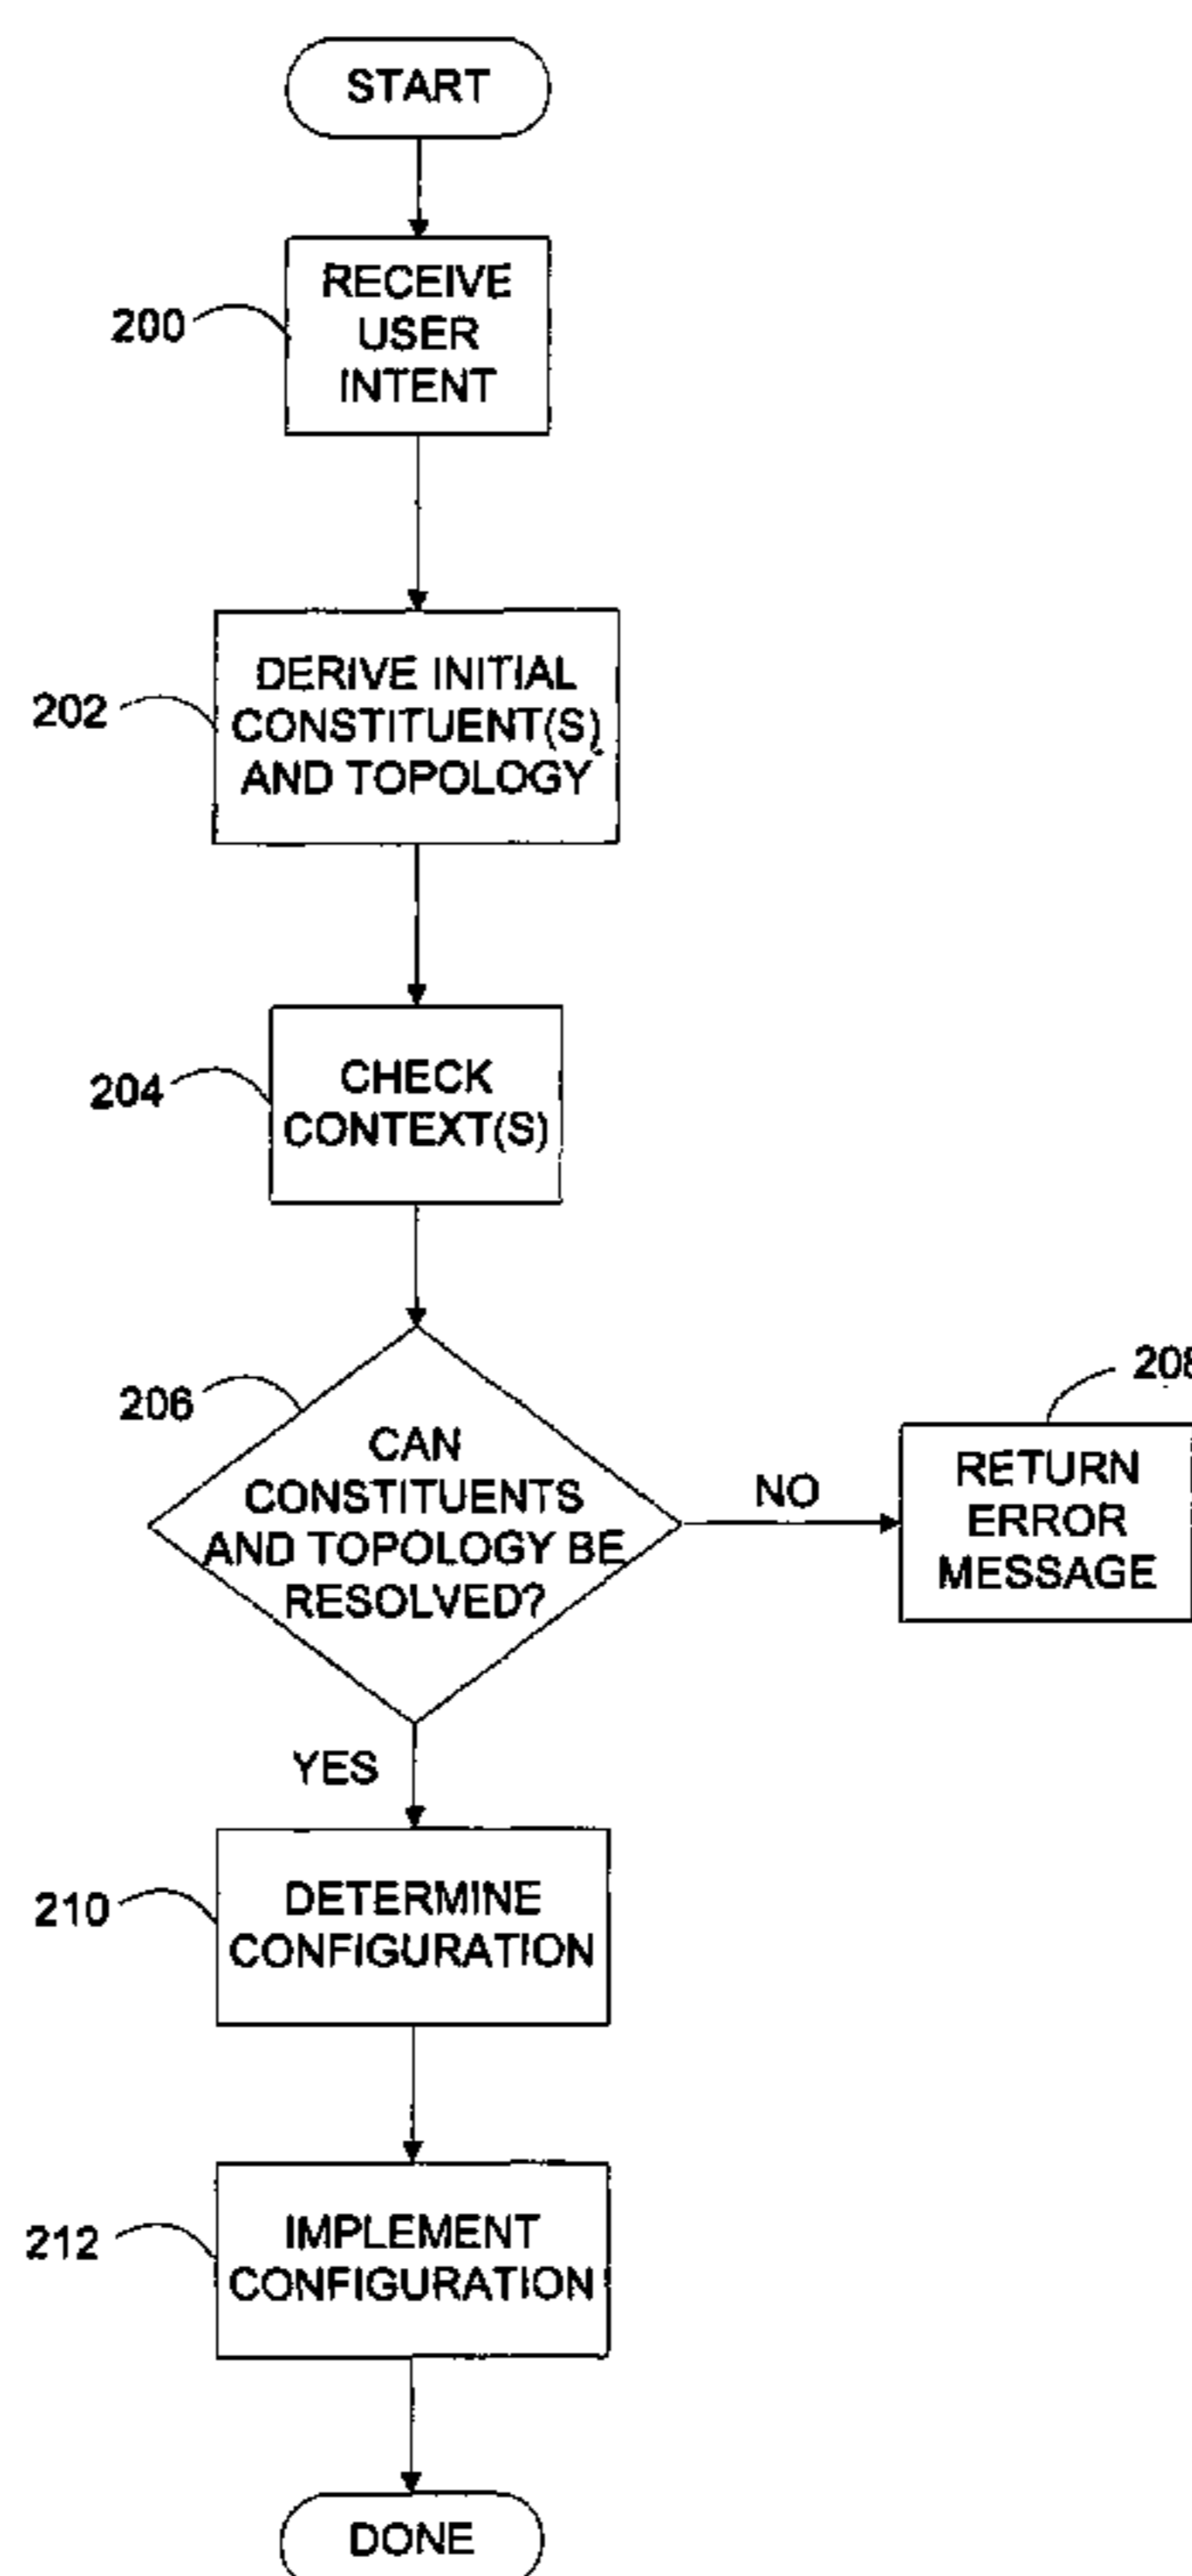 START
RECEIVE
USER
INTENT
200
DERIVE INITIAL
CONSTITUENT(S)
AND TOPOLOGY
202
CHECK
CONTEXT(S)
204
206
CAN
CONSTITUENTS
AND TOPOLOGY BE
RESOLVED?
NO
208
RETURN
ERROR
MESSAGE
YES
210
DETERMINE
CONFIGURATION
212
IMPLEMENT
CONFIGURATION
DONE